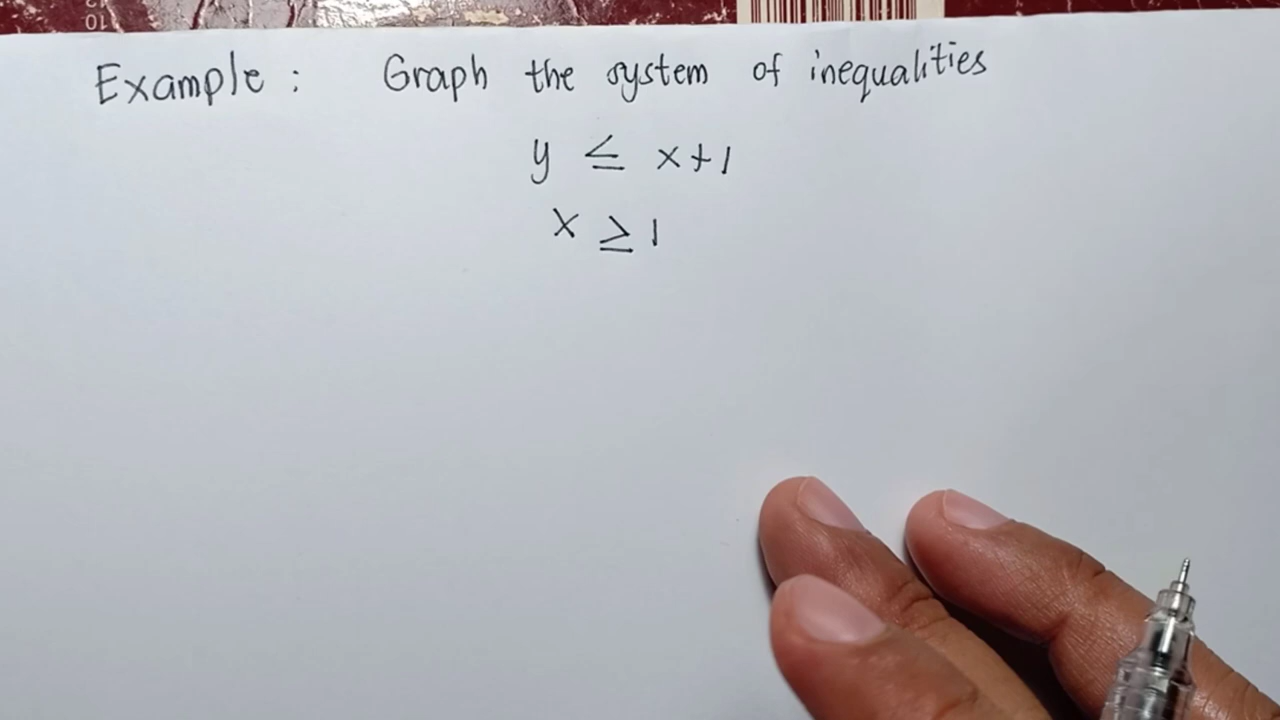 Example : Graph the system of inequalities
y ≤ x+1
x ≥ 1